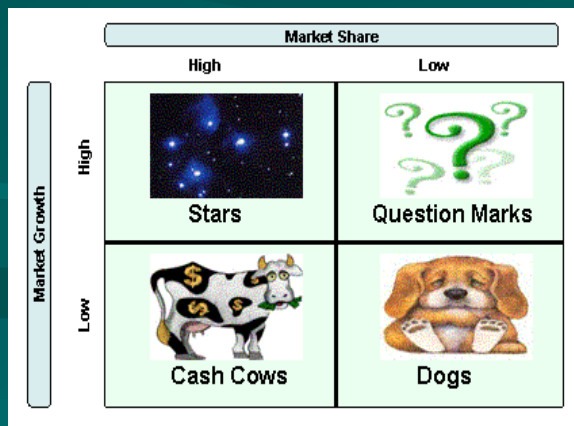 Market Share
High
Low
Market Growth
High
Stars
Question Marks
Low
Cash Cows
Dogs